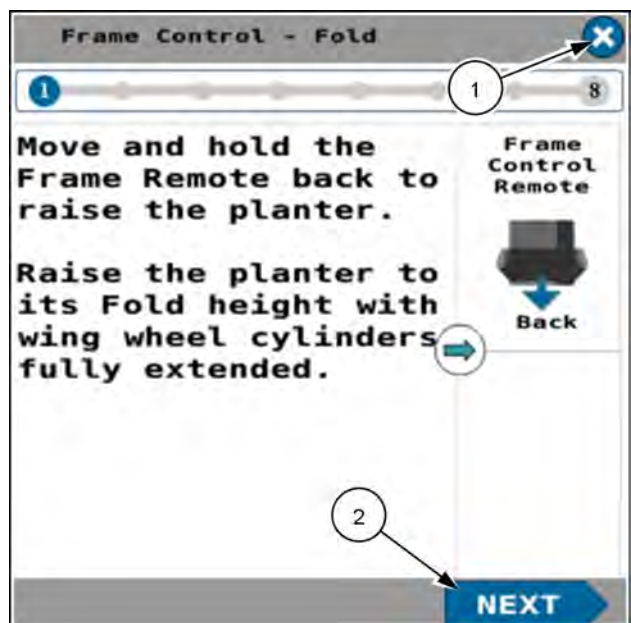 Frame Control - Fold
1
1
8
Move and hold the
Frame Remote back to
raise the planter.
Raise the planter to
its Fold height with
wing wheel cylinders
fully extended.
Frame
Control
Remote
Back
2
NEXT